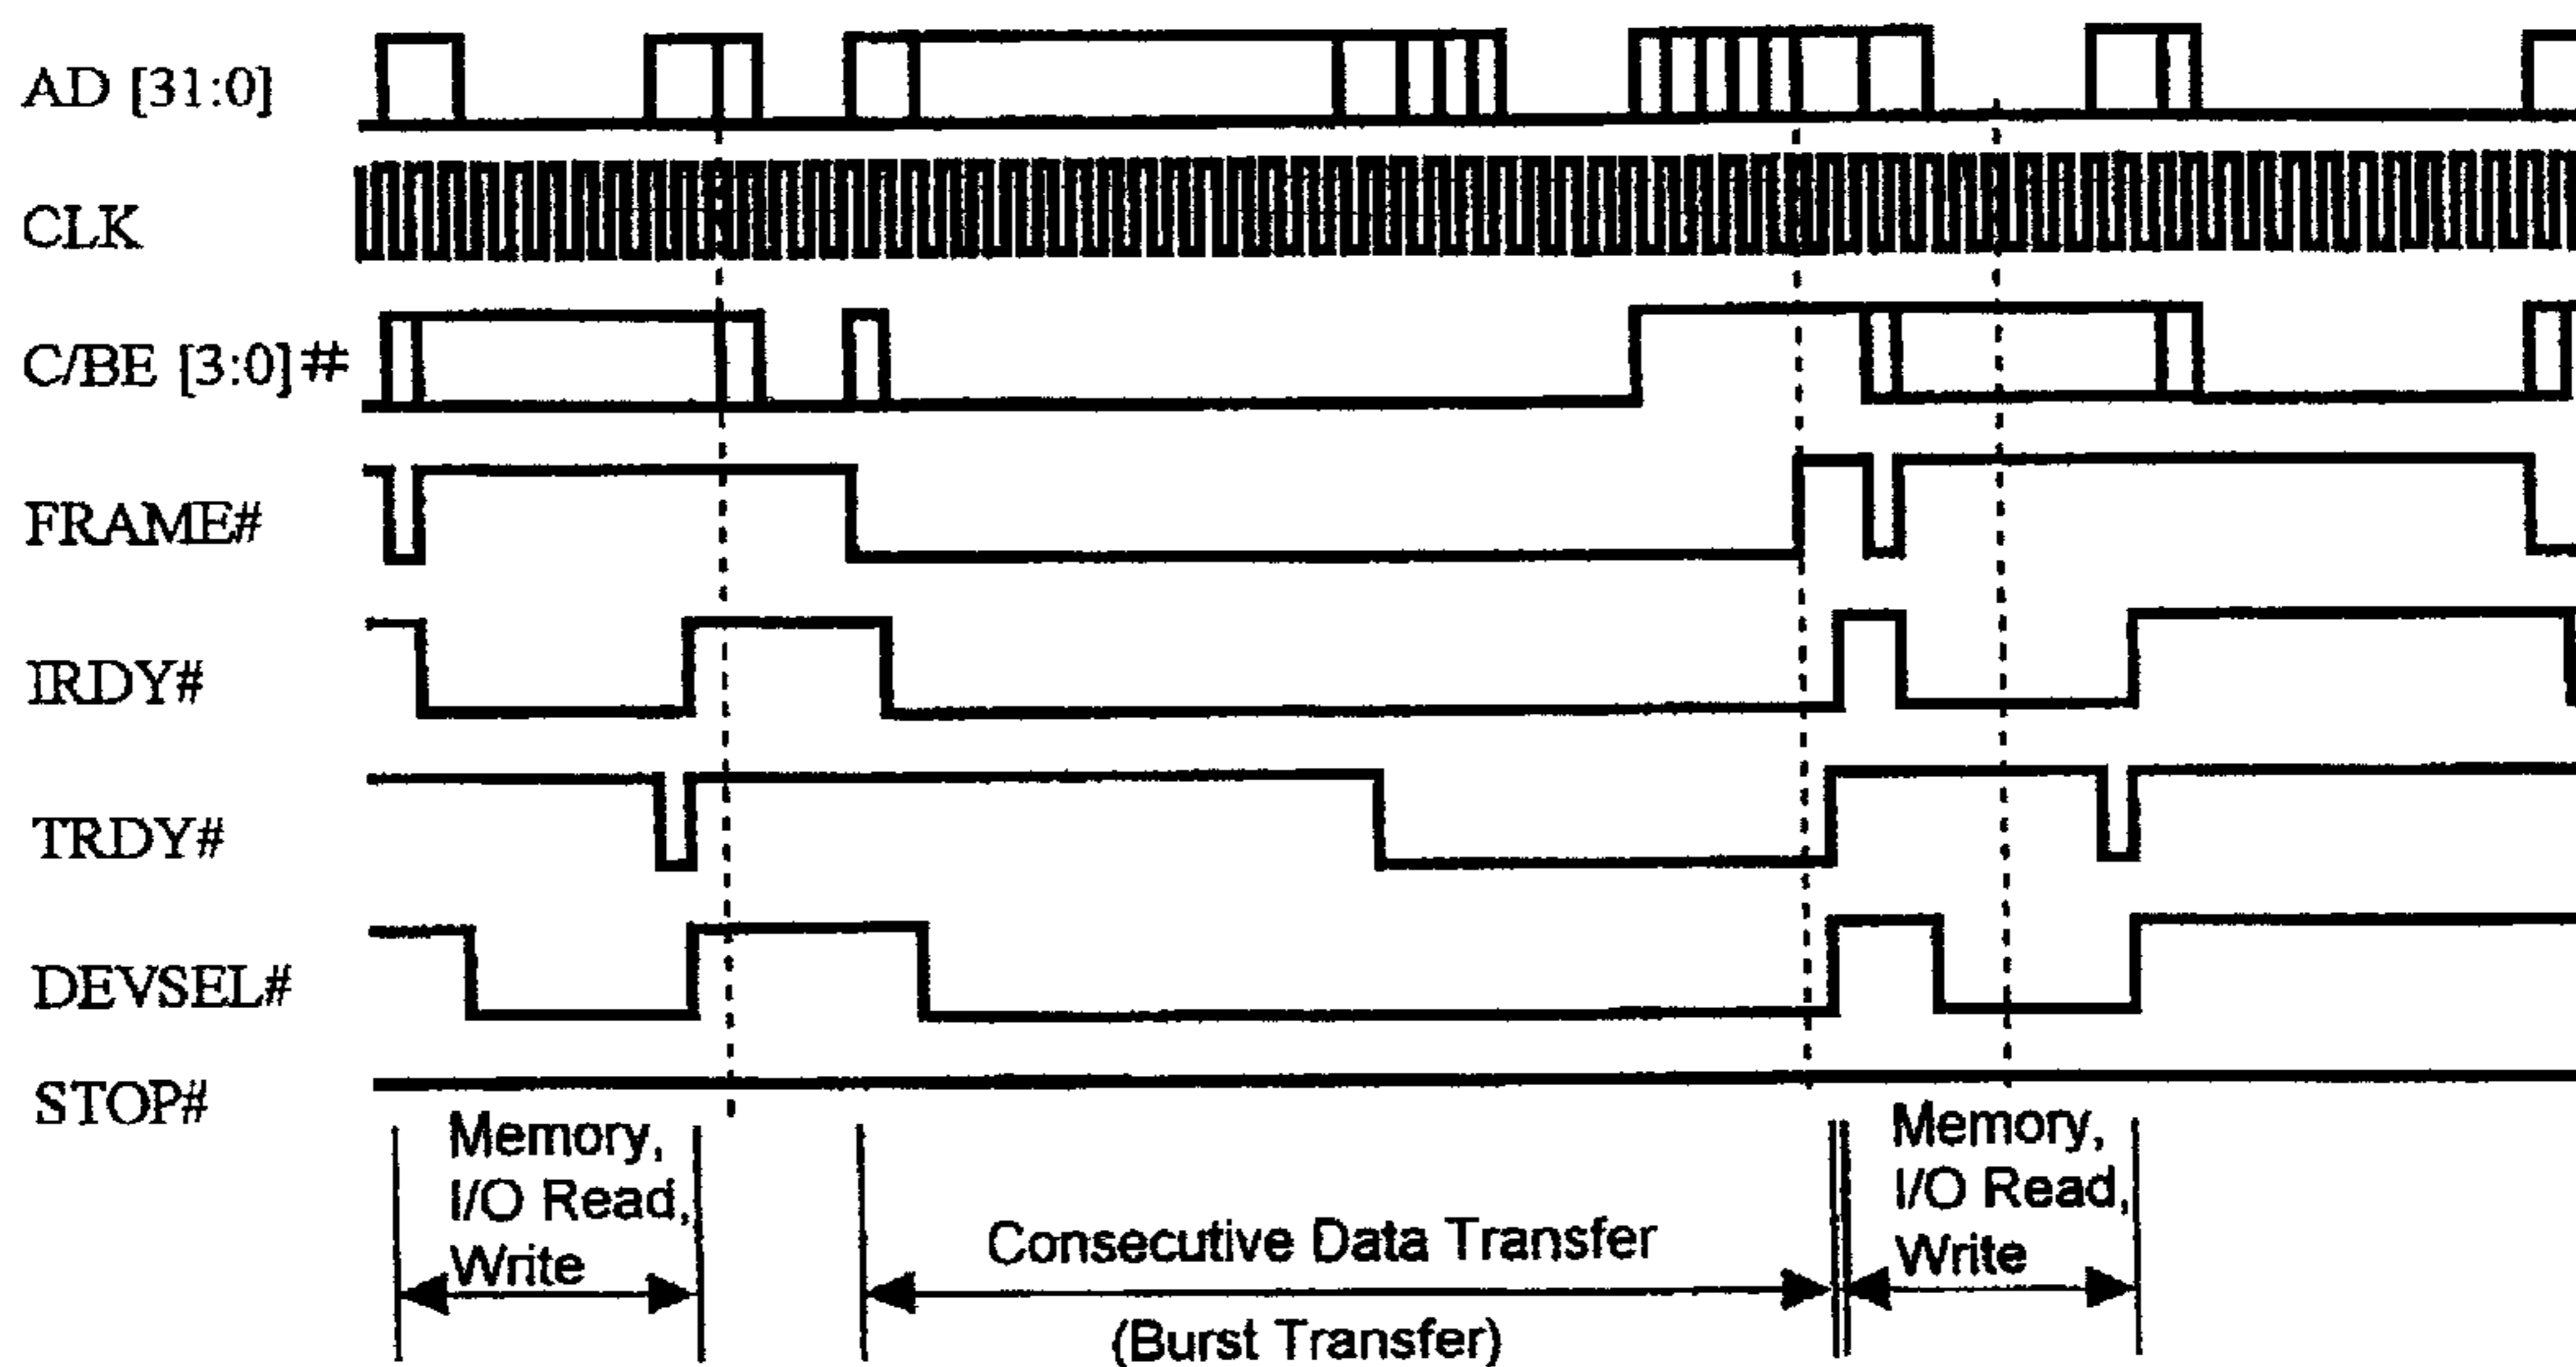 AD [31:0]
CLK
C/BE [3:0]#
FRAME#
IRDY#
TRDY#
DEVSEL#
STOP#
Memory,
I/O Read,
Write
Consecutive Data Transfer
(Burst Transfer)
Memory,
I/O Read,
Write